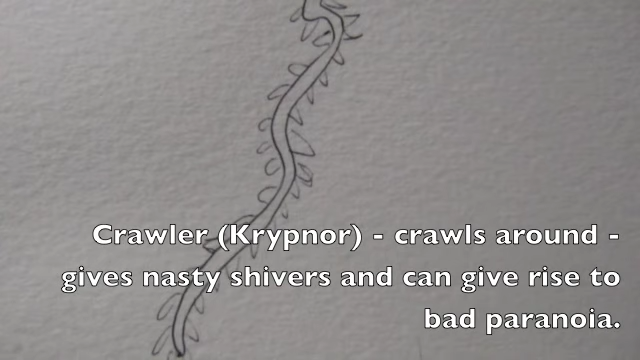 Crawler (Krypnor) - crawls around -
gives nasty shivers and can give rise to
bad paranoia.